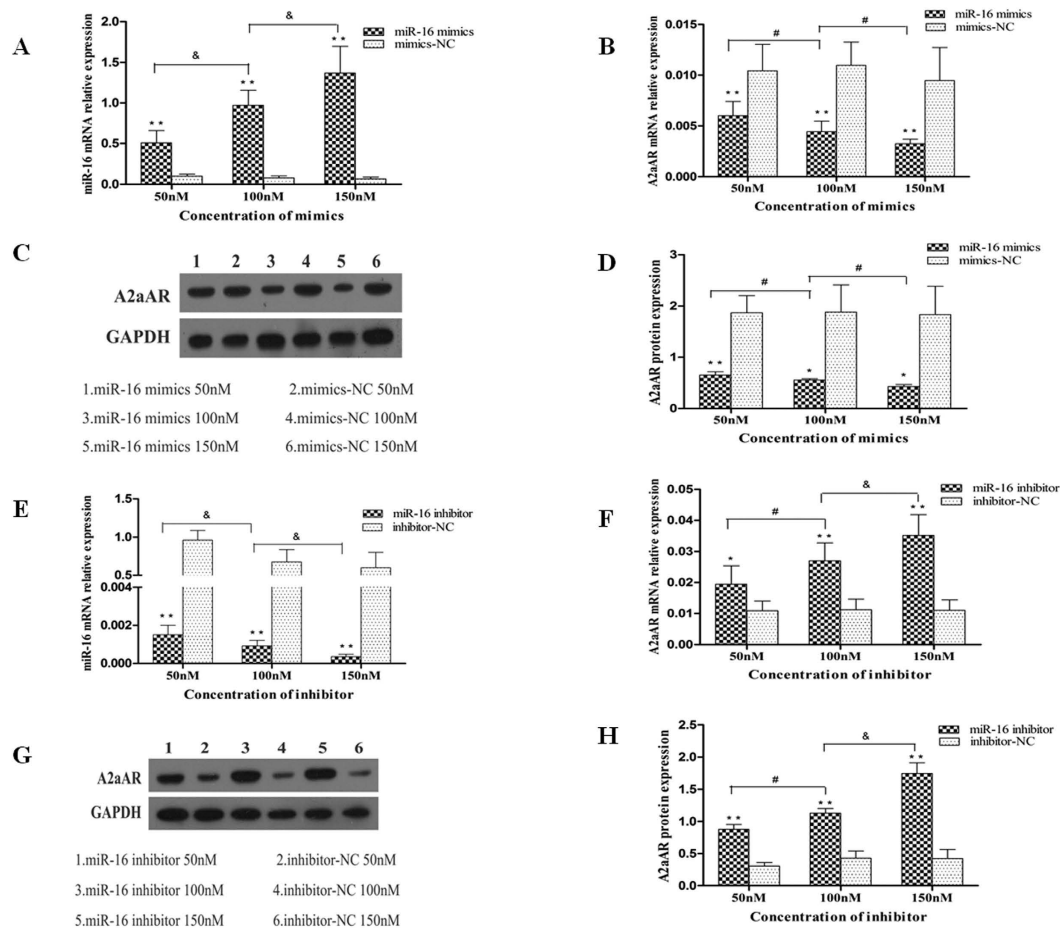 A
miR-16 mRNA relative expression
2.0
1.5
1.0
0.5
0.0
&
&
**
**
**
miR-16 mimics
mimics-NC
50nM 100nM 150nM
Concentration of mimics
B
A2aAR mRNA relative expression
0.015
0.010
0.005
0.000
#
#
**
**
**
miR-16 mimics
mimics-NC
50nM 100nM 150nM
Concentration of mimics
C
1 2 3 4 5 6
A2aAR
GAPDH
1.miR-16 mimics 50nM 2.mimics-NC 50nM
3.miR-16 mimics 100nM 4.mimics-NC 100nM
5.miR-16 mimics 150nM 6.mimics-NC 150nM
D
A2aAR protein expression
3
2
1
0
#
#
**
*
*
miR-16 mimics
mimics-NC
50nM 100nM 150nM
Concentration of mimics
E
miR-16 mRNA relative expression
1.5
1.0
0.5
0.004
0.002
0.000
&
&
**
**
**
miR-16 inhibitor
inhibitor-NC
50nM 100nM 150nM
Concentration of inhibitor
F
A2aAR mRNA relative expression
0.05
0.04
0.03
0.02
0.01
0.00
#
&
*
**
**
miR-16 inhibitor
inhibitor-NC
50nM 100nM 150nM
Concentration of inhibitor
G
1 2 3 4 5 6
A2aAR
GAPDH
1.miR-16 inhibitor 50nM 2.inhibitor-NC 50nM
3.miR-16 inhibitor 100nM 4.inhibitor-NC 100nM
5.miR-16 inhibitor 150nM 6.inhibitor-NC 150nM
H
A2aAR protein expression
2.5
2.0
1.5
1.0
0.5
0.0
#
&
**
**
**
miR-16 inhibitor
inhibitor-NC
50nM 100nM 150nM
Concentration of inhibitor